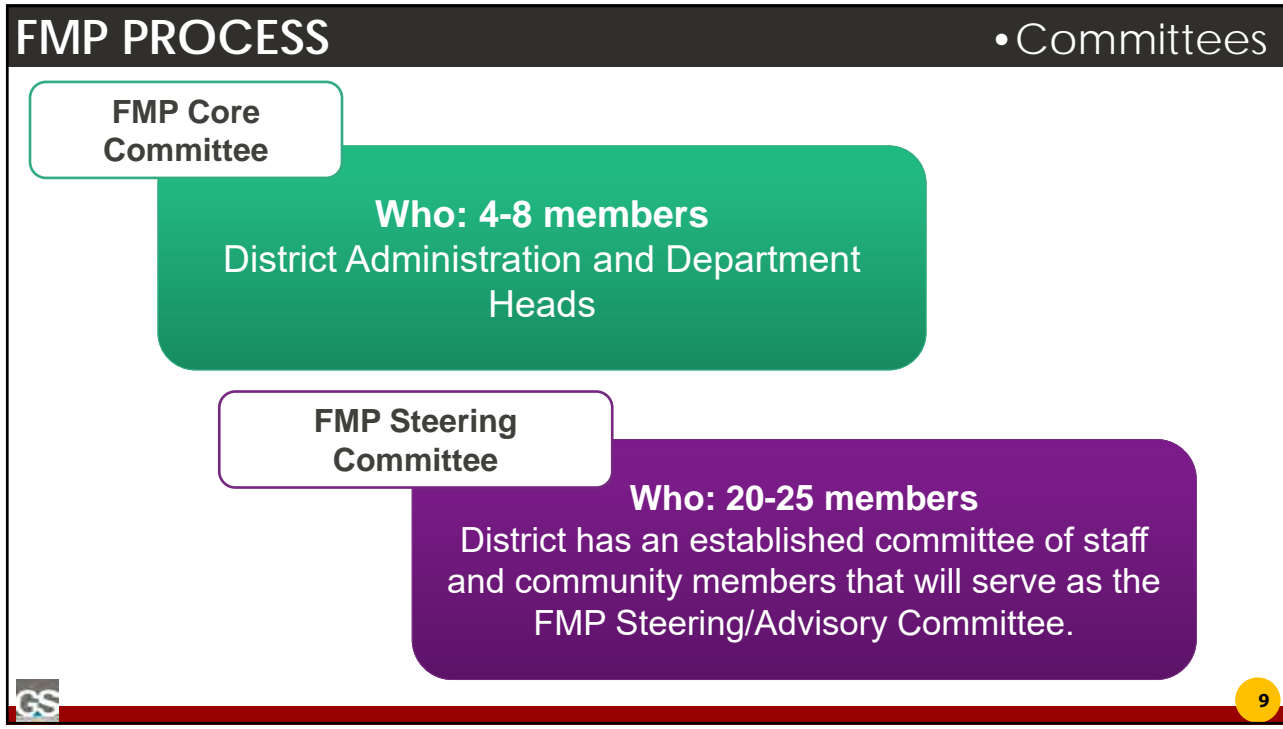 FMP PROCESS
•Committees
FMP Core
Committee
Who: 4-8 members
District Administration and Department
Heads
FMP Steering
Committee
Who: 20-25 members
District has an established committee of staff
and community members that will serve as the
FMP Steering/Advisory Committee.
GS
9